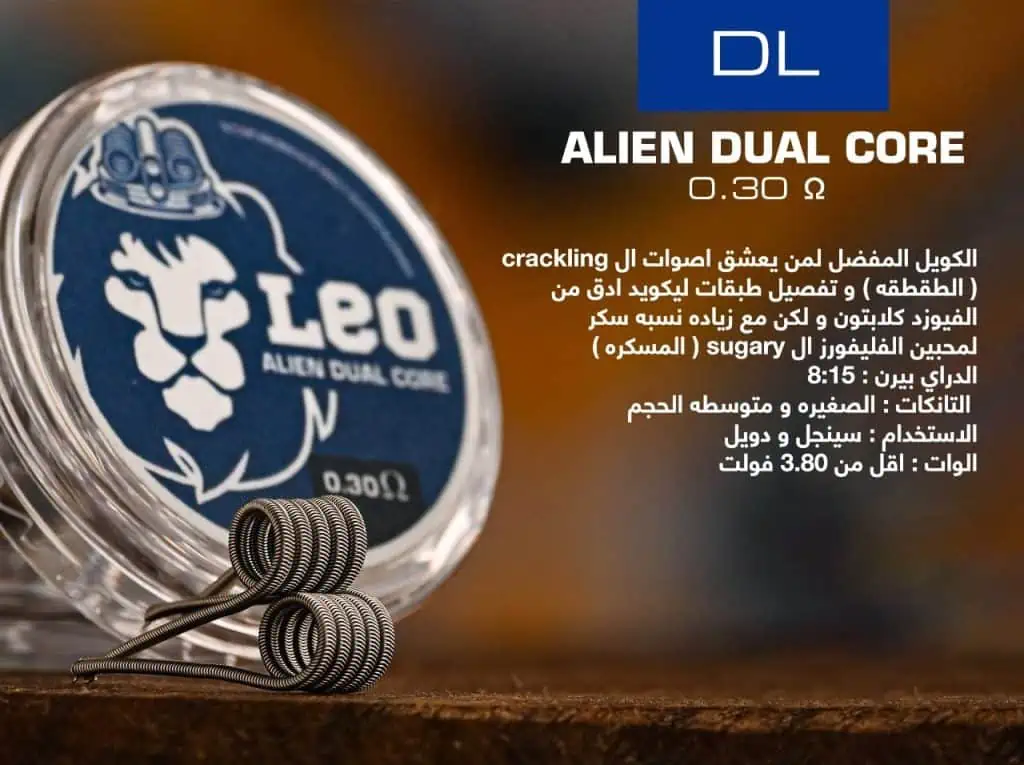 DL
ALIEN DUAL CORE
0.30 Ω
الكويل المفضل لمن يعشق اصوات ال crackling
( الطقطقه ) و تفصيل طبقات ليكويد ادق من
الفيوزد كلابتون و لكن مع زياده نسبه سكر
لمحبين الفليفورز ال sugary ( المسكره )
الدراي بيرن : 8:15
التانكات : الصغيره و متوسطه الحجم
الاستخدام : سينجل و دويل
الوات : اقل من 3.80 فولت
Leo
ALIEN DUAL CORE
0.30Ω